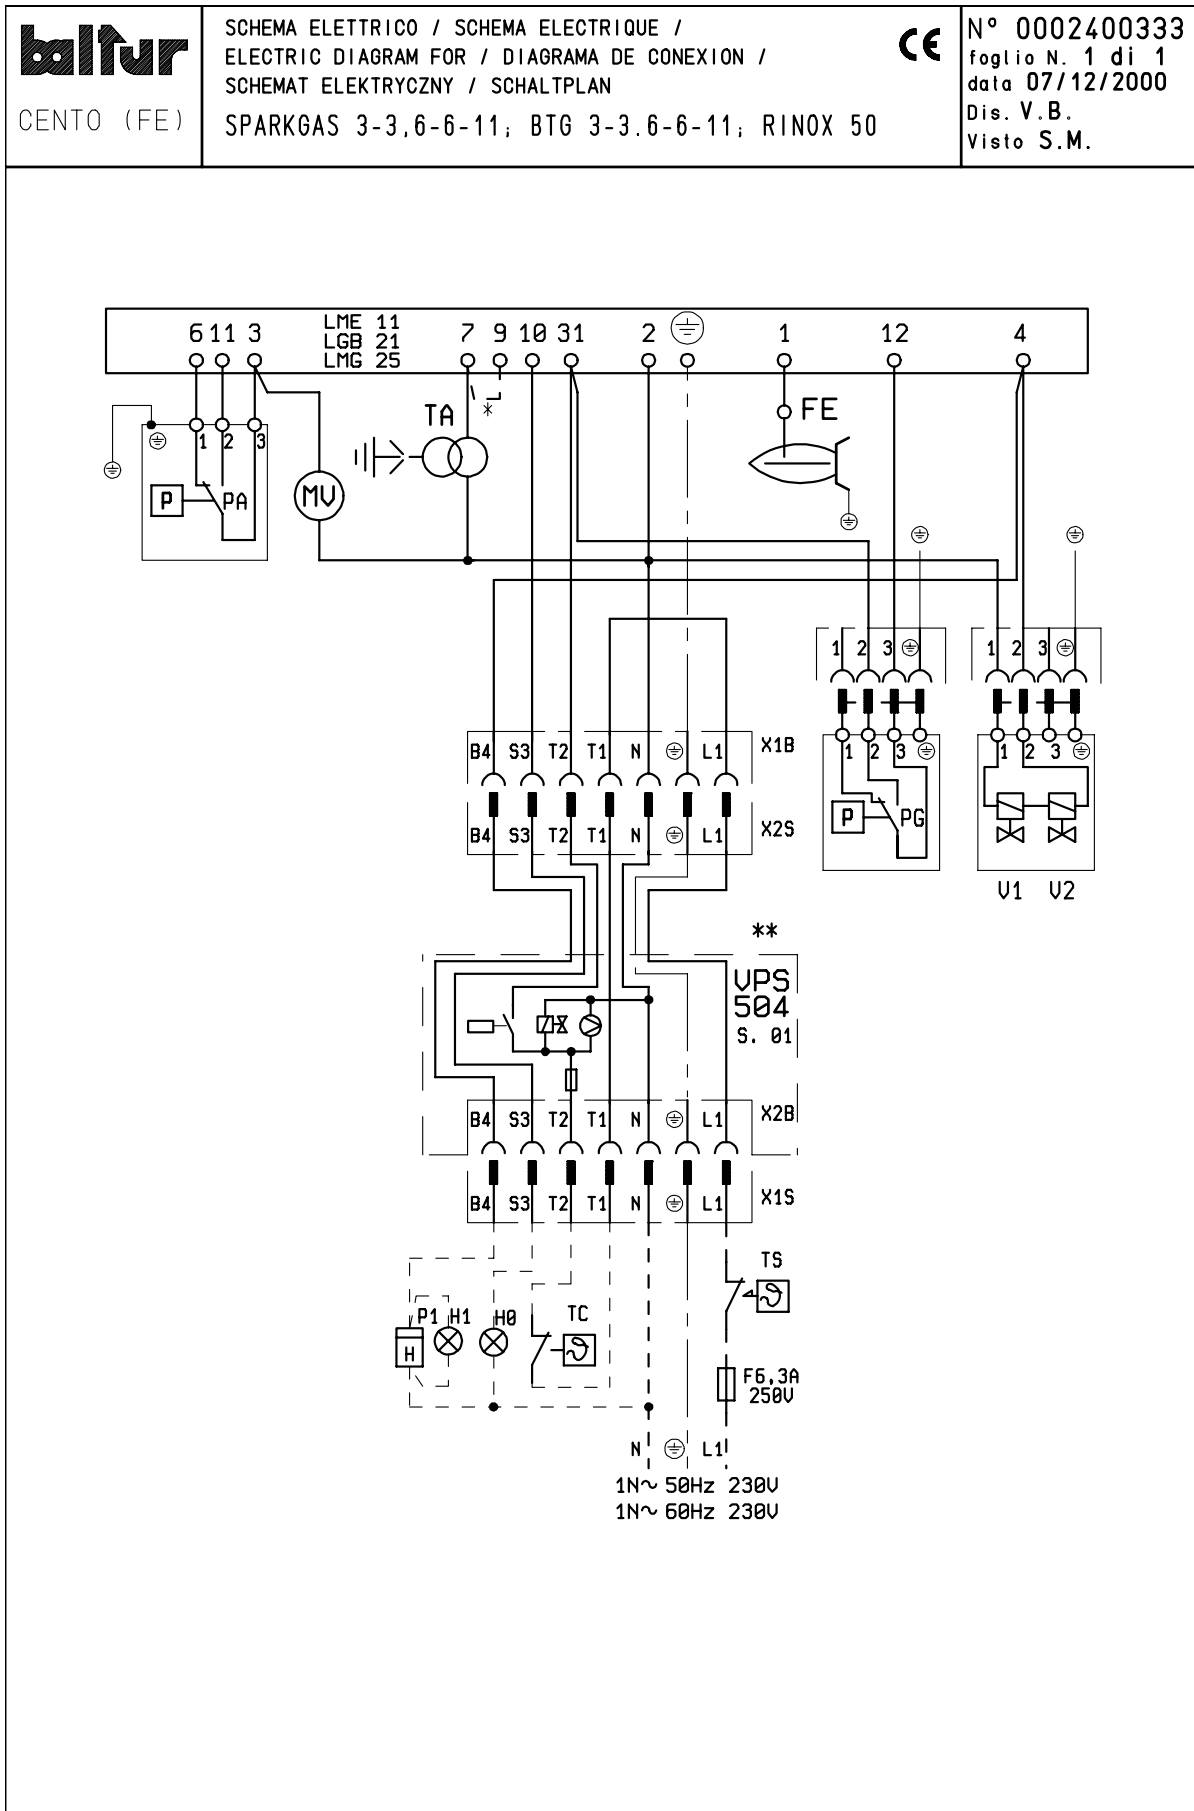 baltur
CENTO (FE)
SCHEMA ELETTRICO / SCHEMA ELECTRIQUE /
ELECTRIC DIAGRAM FOR / DIAGRAMA DE CONEXION /
SCHEMAT ELEKTRYCZNY / SCHALTPLAN
SPARKGAS 3-3,6-6-11; BTG 3-3.6-6-11; RINOX 50
CE
N° 0002400333
foglio N. 1 di 1
data 07/12/2000
Dis. V.B.
Visto S.M.
6 11 3
LME 11
LGB 21
LMG 25
7 9 10 31 2 1 12 4
*
TA
FE
1 2 3
P PA
MV
1 2 3
1 2 3
B4 S3 T2 T1 N L1 X1B
1 2 3
1 2 3
B4 S3 T2 T1 N L1 X2S
P PG
V1 V2
**
VPS
504
S. 01
B4 S3 T2 T1 N L1 X2B
B4 S3 T2 T1 N L1 X1S
TS
P1 H1 H0 TC
H
F6,3A
250V
N L1
1N~ 50Hz 230V
1N~ 60Hz 230V